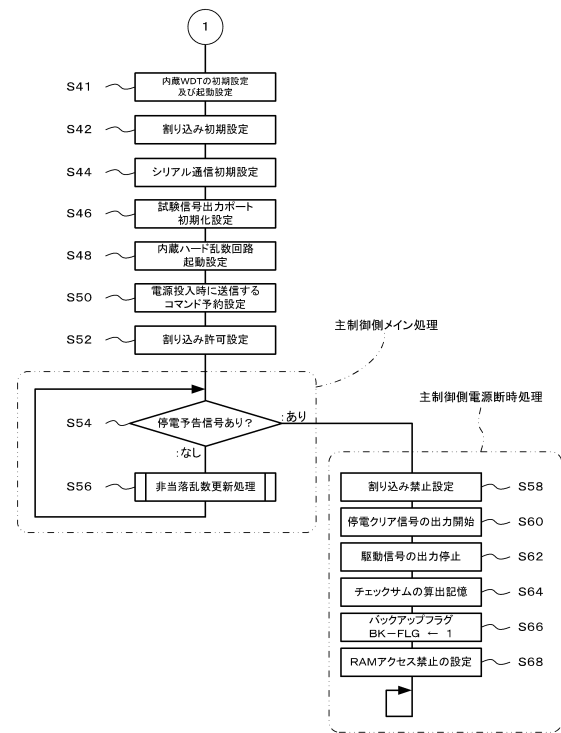 1
S41
内蔵WDTの初期設定
及び起動設定
S42
割り込み初期設定
S44
シリアル通信初期設定
S46
試験信号出力ポート
初期化設定
S48
内蔵ハード乱数回路
起動設定
S50
電源投入時に送信する
コマンド予約設定
S52
割り込み許可設定
主制御側メイン処理
S54
停電予告信号あり?
:あり
:なし
S56
非当落乱数更新処理
主制御側電源断時処理
割り込み禁止設定
S58
停電クリア信号の出力開始
S60
駆動信号の出力停止
S62
チェックサムの算出記憶
S64
バックアップフラグ
BK-FLG ← 1
S66
RAMアクセス禁止の設定
S68